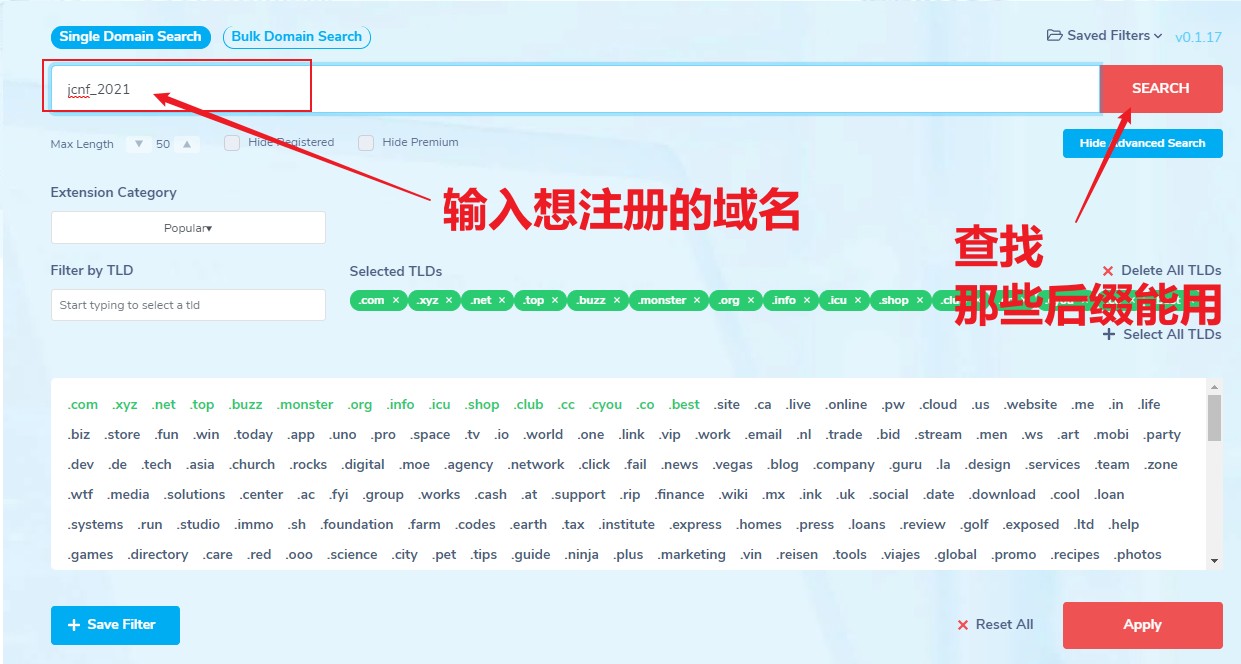 Single Domain Search Bulk Domain Search Saved Filters v0.1.17
jcnf_2021 SEARCH
Max Length ▼ 50 ▲ Hide Registered Hide Premium Hide Advanced Search
Extension Category
输入想注册的域名
Popular▾
查找
Filter by TLD Selected TLDs × Delete All TLDs
Start typing to select a tld .com × .xyz × .net × .top × .buzz × .monster × .org × .info × .icu × .shop ×
那些后缀能用
+ Select All TLDs
.com .xyz .net .top .buzz .monster .org .info .icu .shop .club .cc .cyou .co .best .site .ca .live .online .pw .cloud .us .website .me .in .life
.biz .store .fun .win .today .app .uno .pro .space .tv .io .world .one .link .vip .work .email .nl .trade .bid .stream .men .ws .art .mobi .party
.dev .de .tech .asia .church .rocks .digital .moe .agency .network .click .fail .news .vegas .blog .company .guru .la .design .services .team .zone
.wtf .media .solutions .center .ac .fyi .group .works .cash .at .support .rip .finance .wiki .mx .ink .uk .social .date .download .cool .loan
.systems .run .studio .immo .sh .foundation .farm .codes .earth .tax .institute .express .homes .press .loans .review .golf .exposed .ltd .help
.games .directory .care .red .ooo .science .city .pet .tips .guide .ninja .plus .marketing .vin .reisen .tools .viajes .global .promo .recipes .photos
+ Save Filter × Reset All Apply